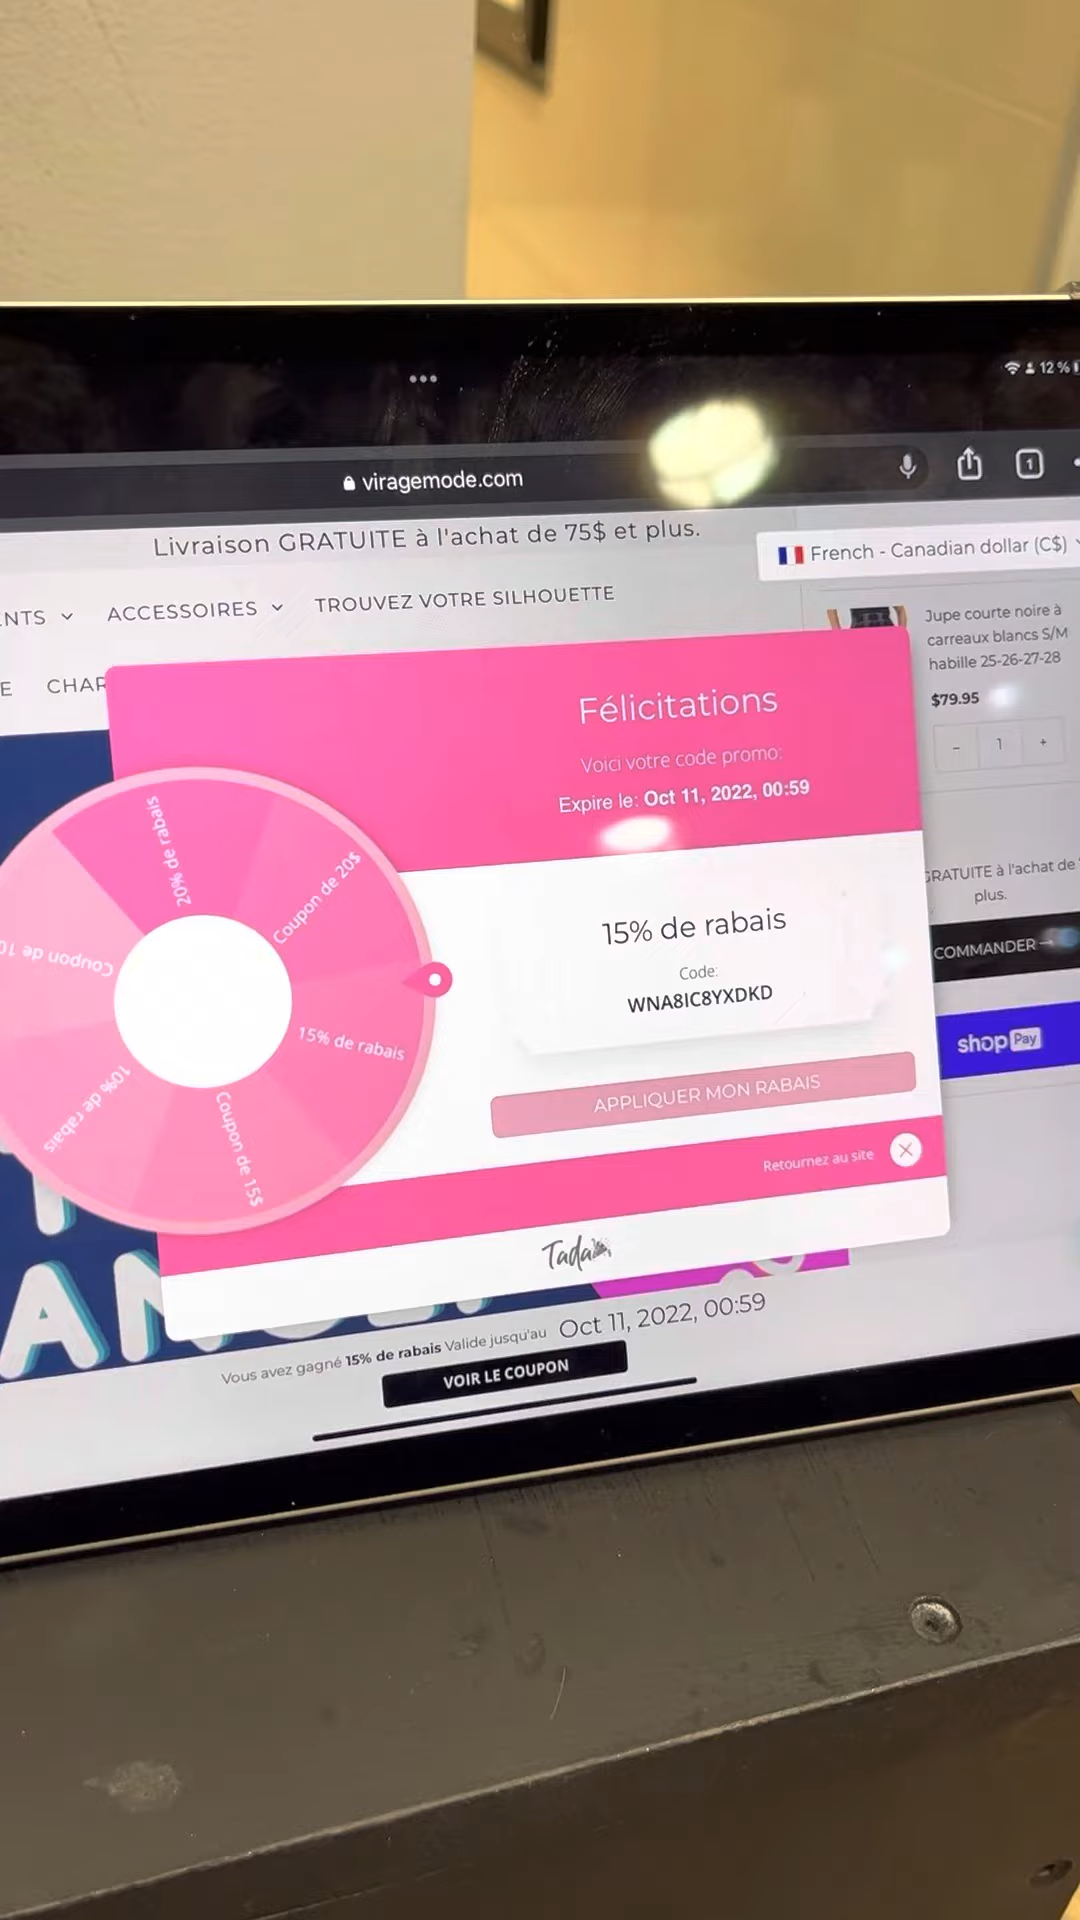 12 %
viragemode.com
1
Livraison GRATUITE à l'achat de 75$ et plus.
French - Canadian dollar (C$)
NTS
ACCESSOIRES
TROUVEZ VOTRE SILHOUETTE
E
CHAR
Jupe courte noire à
carreaux blancs S/M
habille 25-26-27-28
$79.95
- 1 +
Félicitations
Voici votre code promo:
Expire le: Oct 11, 2022, 00:59
20% de rabais
Coupon de 20$
Coupon de 10
15% de rabais
10% de rabais
Coupon de 15$
15% de rabais
Code:
WNA8IC8YXDKD
GRATUITE à l'achat de
plus.
COMMANDER
shop Pay
APPLIQUER MON RABAIS
Retournez au site
Tada
Vous avez gagné 15% de rabais Valide jusqu'au Oct 11, 2022, 00:59
VOIR LE COUPON